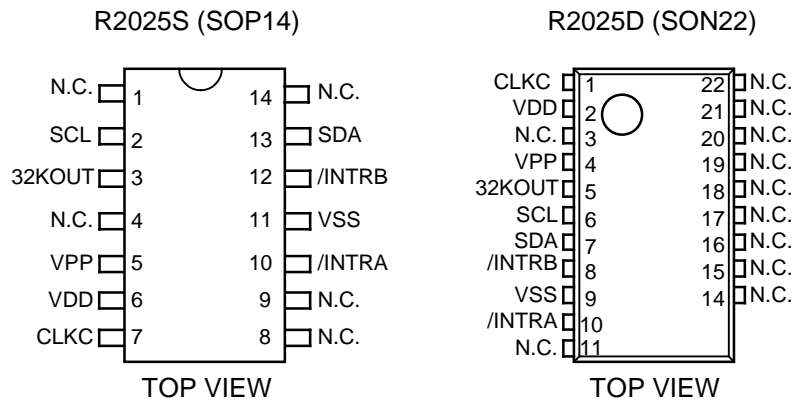 R2025S (SOP14)
N.C. 1 14 N.C.
SCL 2 13 SDA
32KOUT 3 12 /INTRB
N.C. 4 11 VSS
VPP 5 10 /INTRA
VDD 6 9 N.C.
CLKC 7 8 N.C.
TOP VIEW
R2025D (SON22)
CLKC 1 22 N.C.
VDD 2 21 N.C.
N.C. 3 20 N.C.
VPP 4 19 N.C.
32KOUT 5 18 N.C.
SCL 6 17 N.C.
SDA 7 16 N.C.
/INTRB 8 15 N.C.
VSS 9 14 N.C.
/INTRA 10
N.C. 11
TOP VIEW